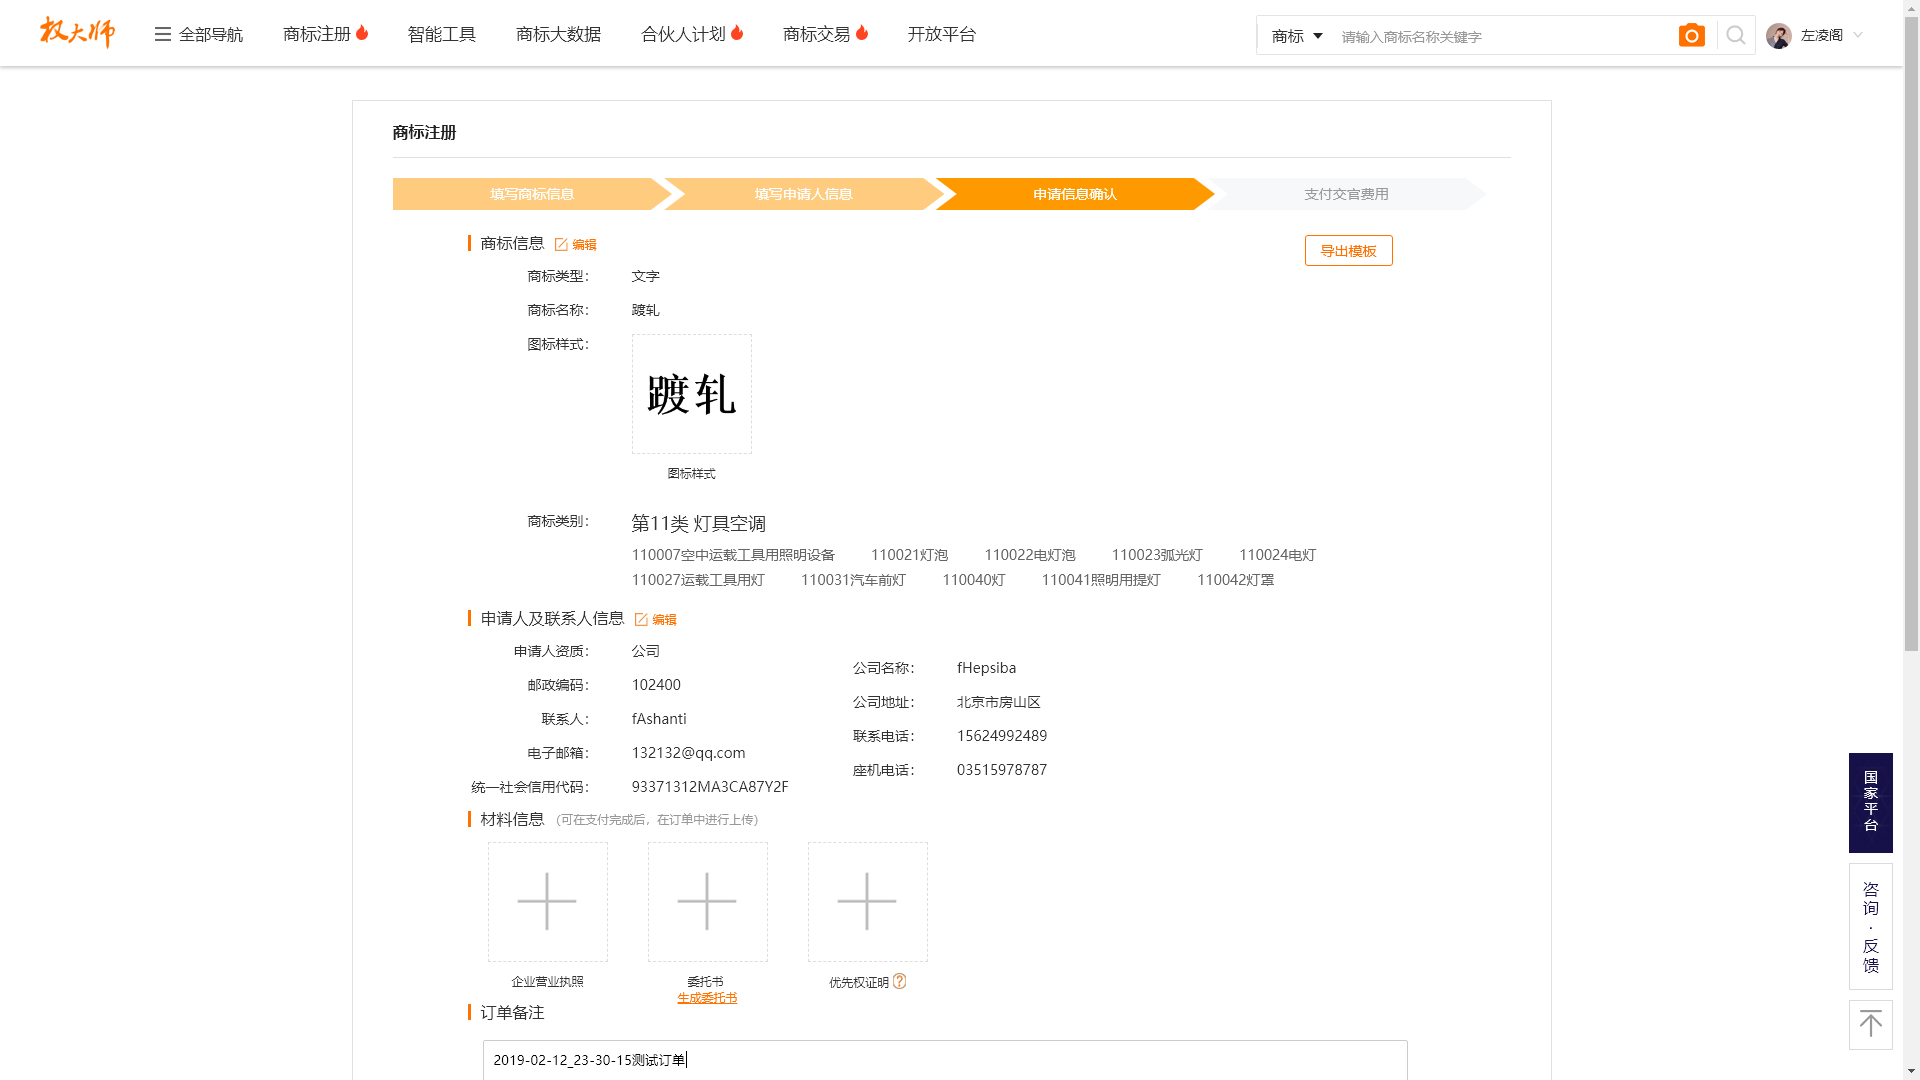 权大师 全部导航 商标注册 智能工具 商标大数据 合伙人计划 商标交易 开放平台 商标 请输入商标名称关键字 左凌阁
商标注册
填写商标信息 填写申请人信息 申请信息确认 支付交官费用
商标信息 编辑 导出模板
商标类型： 文字
商标名称： 踱轧
图标样式：
踱轧
图标样式
商标类别： 第11类 灯具空调
110007空中运载工具用照明设备 110021灯泡 110022电灯泡 110023弧光灯 110024电灯
110027运载工具用灯 110031汽车前灯 110040灯 110041照明用提灯 110042灯罩
申请人及联系人信息 编辑
申请人资质： 公司
公司名称： fHepsiba
邮政编码： 102400
公司地址： 北京市房山区
联系人： fAshanti
联系电话： 15624992489
电子邮箱： 132132@qq.com
座机电话： 03515978787
统一社会信用代码： 93371312MA3CA87Y2F
材料信息 (可在支付完成后，在订单中进行上传)
企业营业执照 委托书 优先权证明 ?
生成委托书
订单备注
2019-02-12_23-30-15测试订单
国家平台
咨询·反馈